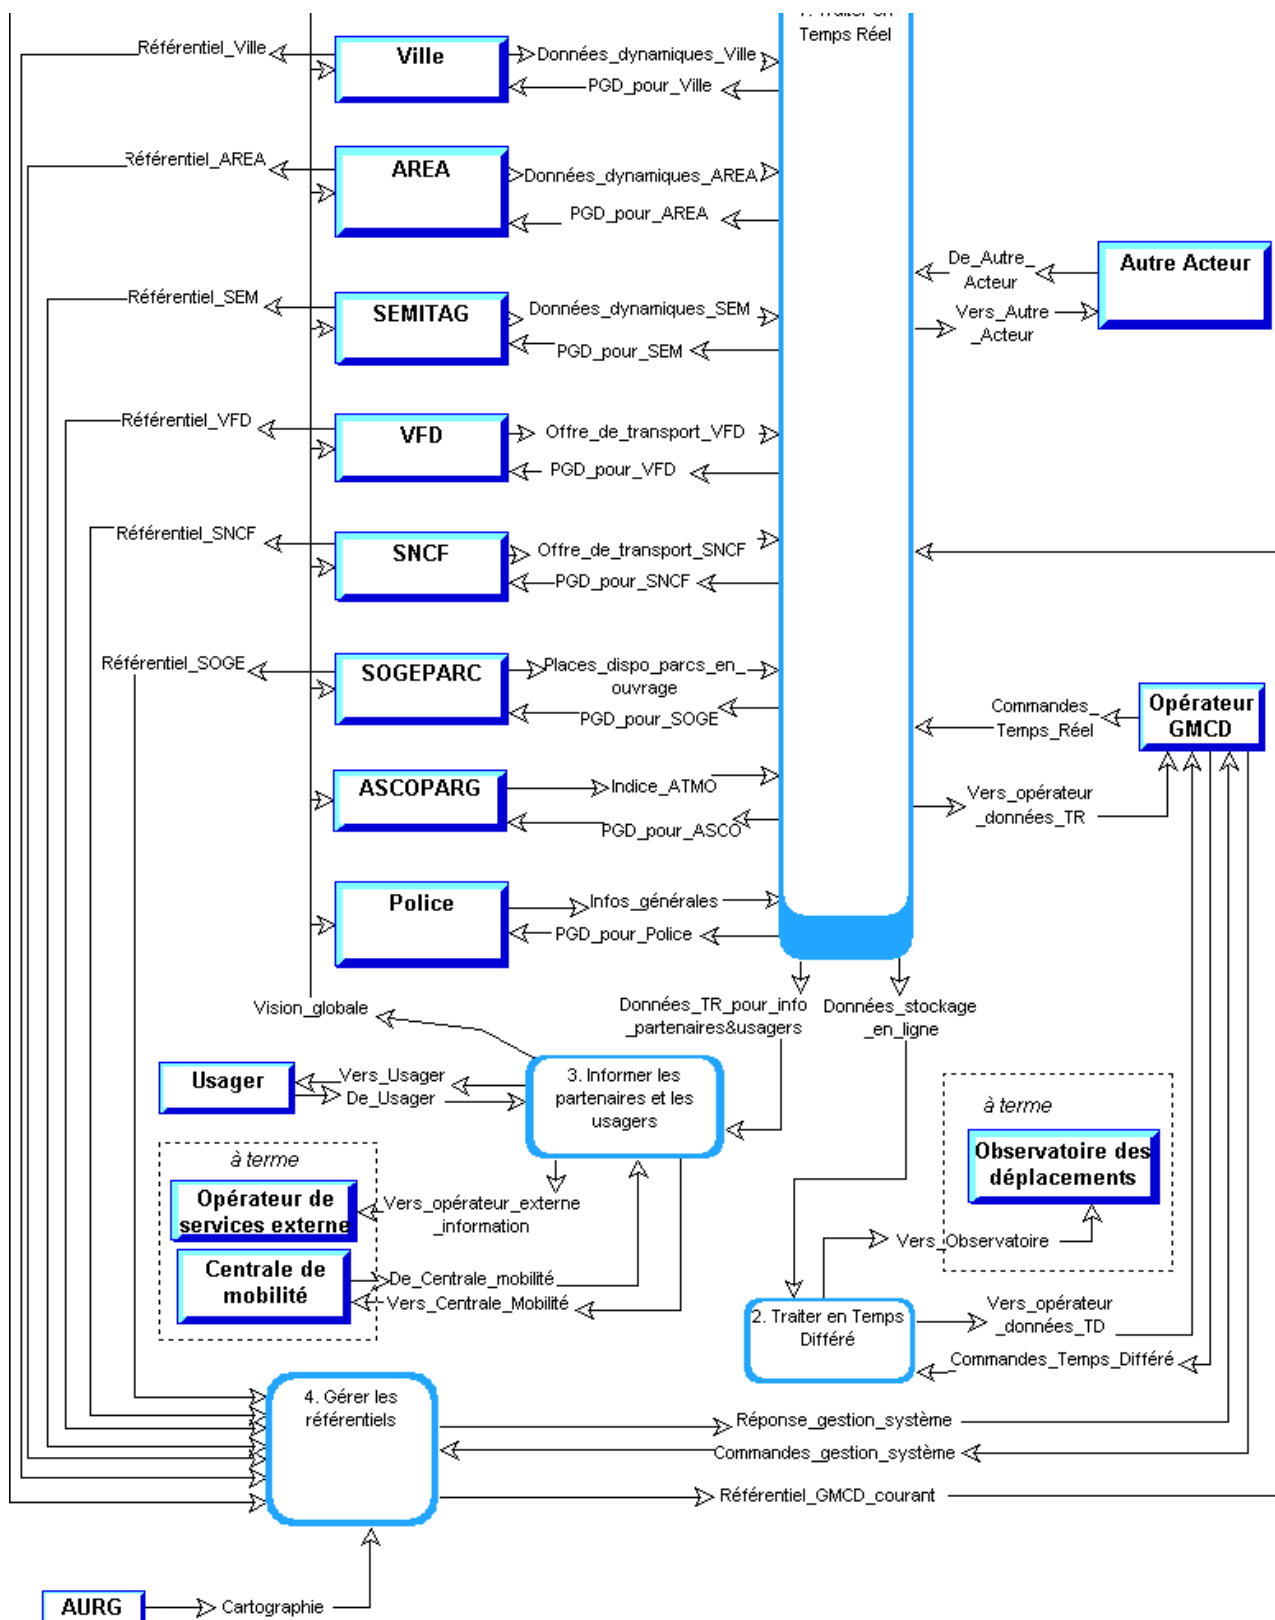 1. Traiter en
Temps Réel
Référentiel_Ville
Ville
Données_dynamiques_Ville
PGD_pour_Ville
Référentiel_AREA
AREA
Données_dynamiques_AREA
PGD_pour_AREA
De_Autre_
Acteur
Autre Acteur
Vers_Autre
_Acteur
Référentiel_SEM
SEMITAG
Données_dynamiques_SEM
PGD_pour_SEM
Référentiel_VFD
VFD
Offre_de_transport_VFD
PGD_pour_VFD
Référentiel_SNCF
SNCF
Offre_de_transport_SNCF
PGD_pour_SNCF
Référentiel_SOGE
SOGEPARC
Places_dispo_parcs_en_
ouvrage
PGD_pour_SOGE
Commandes_
Temps_Réel
Opérateur
GMCD
ASCOPARG
Indice_ATMO
PGD_pour_ASCO
Vers_opérateur
_données_TR
Police
Infos_générales
PGD_pour_Police
Vision_globale
Données_TR_pour_info
_partenaires&usagers
Données_stockage
_en_ligne
Usager
Vers_Usager
De_Usager
3. Informer les
partenaires et les
usagers
à terme
Observatoire des
déplacements
à terme
Opérateur de
services externe
Vers_opérateur_externe
_information
Vers_Observatoire
Centrale de
mobilité
De_Centrale_mobilité
Vers_Centrale_Mobilité
2. Traiter en Temps
Différé
Vers_opérateur
_données_TD
Commandes_Temps_Différé
4. Gérer les
référentiels
Réponse_gestion_système
Commandes_gestion_système
Référentiel_GMCD_courant
AURG
Cartographie